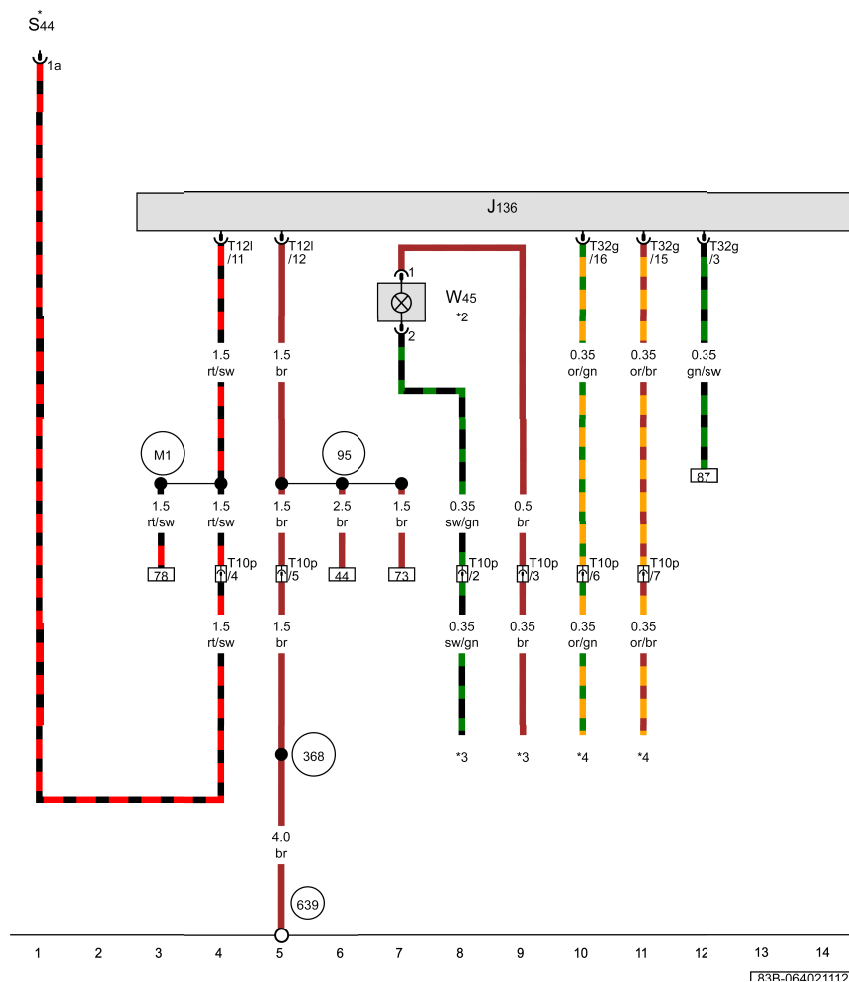 *
S44
1a
J136
T12l
/11
T12l
/12
T32g
/16
T32g
/15
T32g
/3
1
W45
*2
2
1.5
rt/sw
1.5
br
0.35
or/gn
0.35
or/br
0.35
gn/sw
M1
95
87
1.5
rt/sw
1.5
rt/sw
1.5
br
2.5
br
1.5
br
0.35
sw/gn
0.5
br
78
T10p
/4
T10p
/5
44
73
T10p
/2
T10p
/3
T10p
/6
T10p
/7
1.5
rt/sw
1.5
br
0.35
sw/gn
0.35
br
0.35
or/gn
0.35
or/br
368
*3
*3
*4
*4
4.0
br
639
1 2 3 4 5 6 7 8 9 10 11 12 13 14
83B-064021112